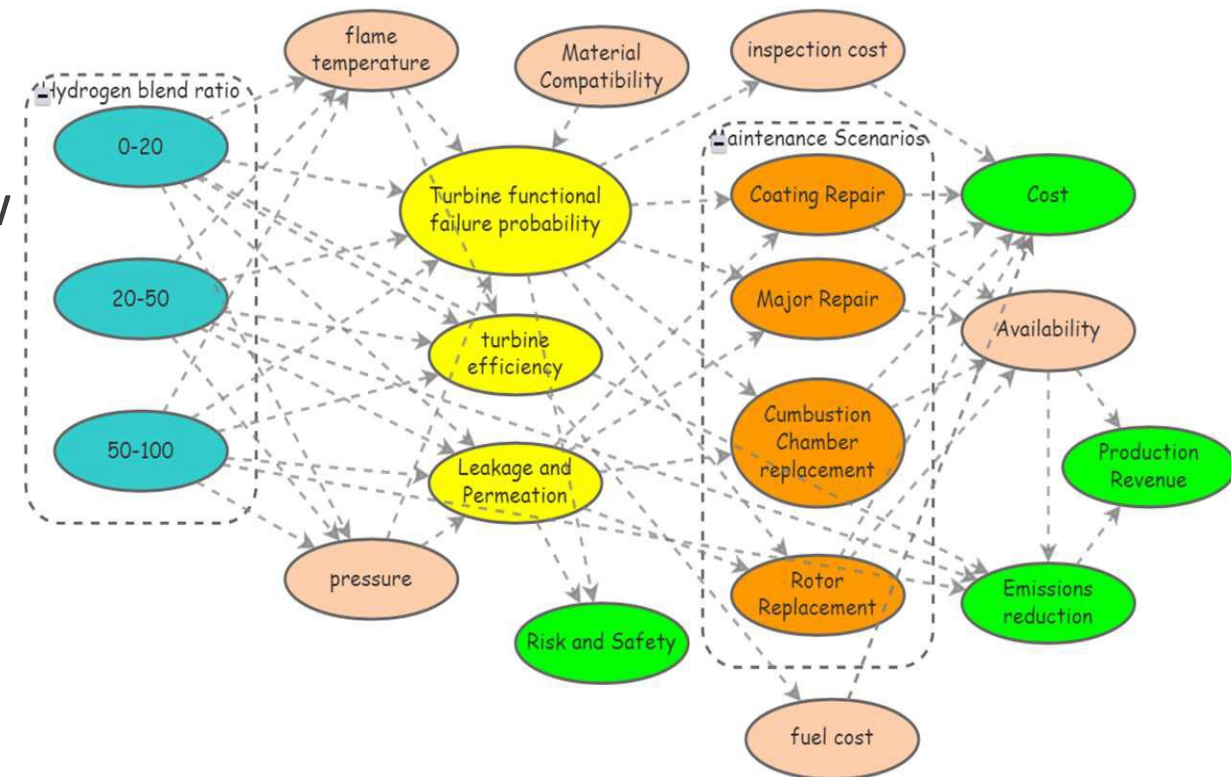 flame
temperature
Material
Compatibility
inspection cost
Hydrogen blend ratio
0-20
20-50
50-100
Turbine functional
failure probability
turbine
efficiency
Leakage and
Permeation
pressure
Risk and Safety
Maintenance Scenarios
Coating Repair
Major Repair
Cumbustion
Chamber
replacement
Rotor
Replacement
Cost
Availability
Production
Revenue
Emissions
reduction
fuel cost